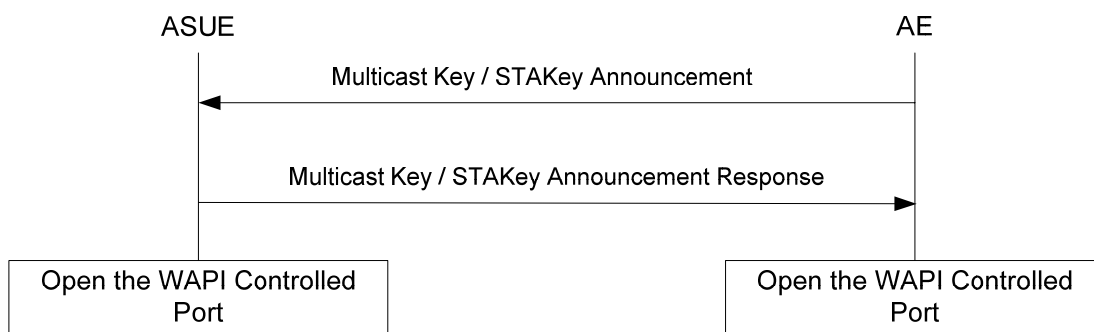 ASUE
AE
Multicast Key / STAKey Announcement
Multicast Key / STAKey Announcement Response
Open the WAPI Controlled
Port
Open the WAPI Controlled
Port